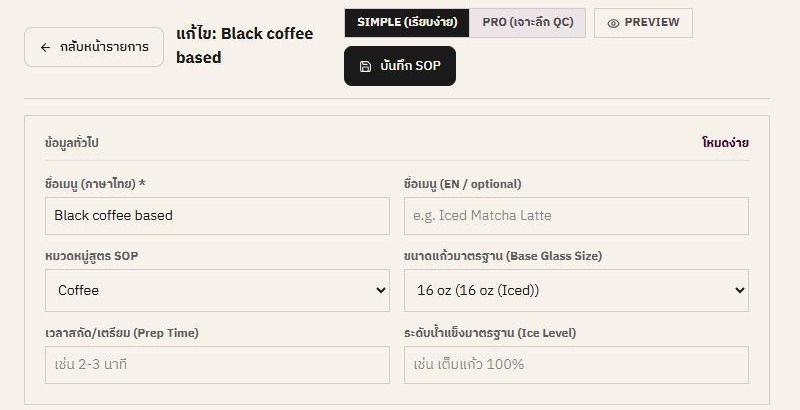 ← กลับหน้ารายการ
แก้ไข: Black coffee
based
SIMPLE (เรียบง่าย)
PRO (เจาะลึก QC)
PREVIEW
บันทึก SOP
ข้อมูลทั่วไป
โหมดง่าย
ชื่อเมนู (ภาษาไทย) *
ชื่อเมนู (EN / optional)
Black coffee based
e.g. Iced Matcha Latte
หมวดหมู่สูตร SOP
ขนาดแก้วมาตรฐาน (Base Glass Size)
Coffee
16 oz (16 oz (Iced))
เวลาสกัด/เตรียม (Prep Time)
ระดับน้ำแข็งมาตรฐาน (Ice Level)
เช่น 2-3 นาที
เช่น เต็มแก้ว 100%